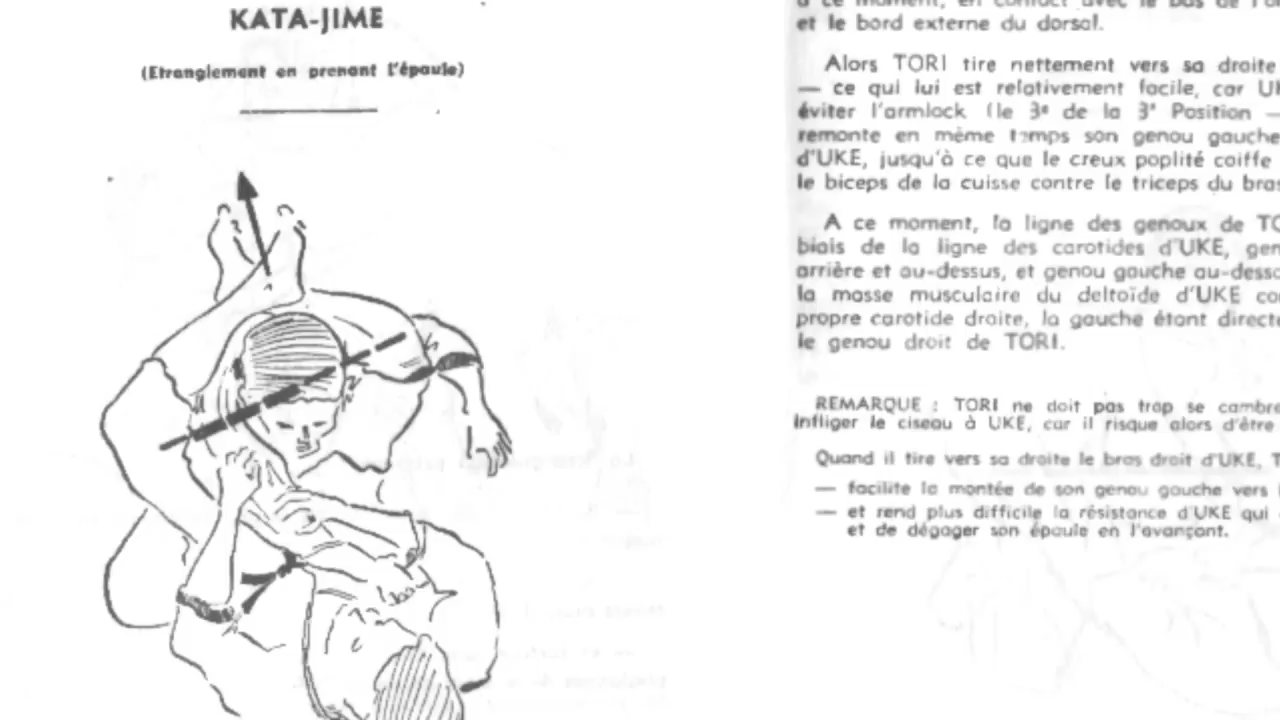 KATA-JIME
(Etranglement en prenant l'épaule)
et le bord externe du dorsal.
Alors TORI tire nettement vers sa droite
— ce qui lui est relativement facile, car
éviter l'armlock (le 3e de la 3e Position —
remonte en même temps son genou gauche
d'UKE, jusqu'à ce que le creux poplité coiffe
le biceps de la cuisse contre le triceps du bras
A ce moment, la ligne des genoux de
biais de la ligne des carotides d'UKE,
arrière et au-dessus, et genou gauche
la masse musculaire du deltoïde d'UKE
propre carotide droite, la gauche étant
le genou droit de TORI.
REMARQUE : TORI ne doit pas trop se
infliger le ciseau à UKE, car il risque alors d'être
Quand il tire vers sa droite le bras droit d'UKE,
— facilite la montée de son genou gauche vers
— et rend plus difficile la résistance d'UKE qui
et de dégager son épaule en l'avançant.